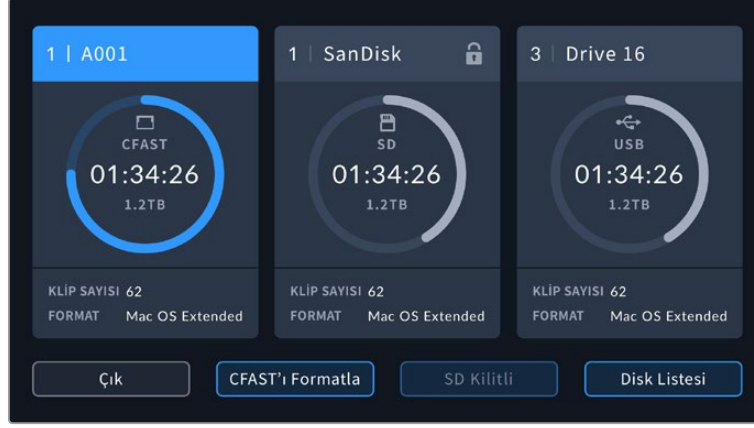 1 | A001
CFAST
01:34:26
1.2TB
KLİP SAYISI 62
FORMAT Mac OS Extended
1 | SanDisk
SD
01:34:26
1.2TB
KLİP SAYISI 62
FORMAT Mac OS Extended
3 | Drive 16
USB
01:34:26
1.2TB
KLİP SAYISI 62
FORMAT Mac OS Extended
Çık
CFAST'ı Formatla
SD Kilitli
Disk Listesi